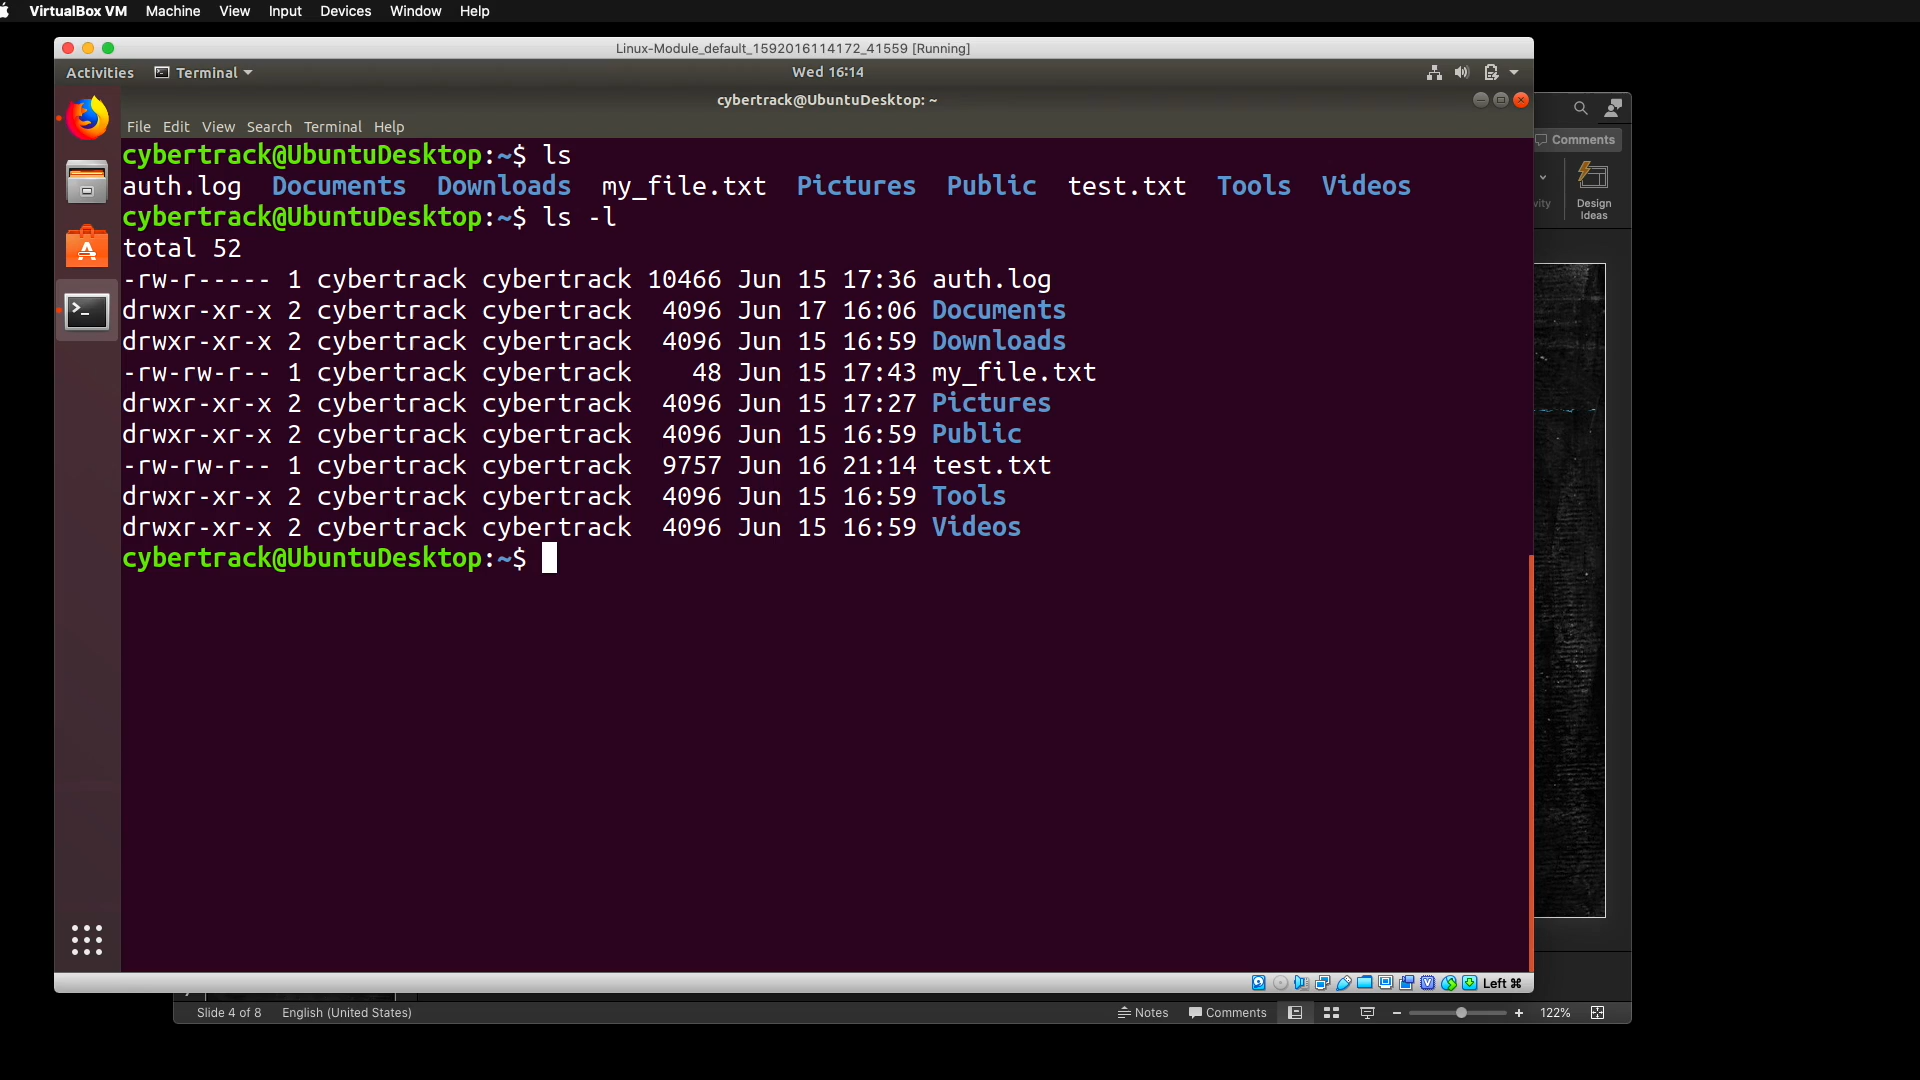 VirtualBox VM Machine View Input Devices Window Help
Linux-Module_default_1592016114172_41559 [Running]
Activities Terminal Wed 16:14
cybertrack@UbuntuDesktop: ~
File Edit View Search Terminal Help
Comments
Design
Ideas
cybertrack@UbuntuDesktop:~$ ls
auth.log Documents Downloads my_file.txt Pictures Public test.txt Tools Videos
cybertrack@UbuntuDesktop:~$ ls -l
total 52
-rw-r----- 1 cybertrack cybertrack 10466 Jun 15 17:36 auth.log
drwxr-xr-x 2 cybertrack cybertrack 4096 Jun 17 16:06 Documents
drwxr-xr-x 2 cybertrack cybertrack 4096 Jun 15 16:59 Downloads
-rw-rw-r-- 1 cybertrack cybertrack 48 Jun 15 17:43 my_file.txt
drwxr-xr-x 2 cybertrack cybertrack 4096 Jun 15 17:27 Pictures
drwxr-xr-x 2 cybertrack cybertrack 4096 Jun 15 16:59 Public
-rw-rw-r-- 1 cybertrack cybertrack 9757 Jun 16 21:14 test.txt
drwxr-xr-x 2 cybertrack cybertrack 4096 Jun 15 16:59 Tools
drwxr-xr-x 2 cybertrack cybertrack 4096 Jun 15 16:59 Videos
cybertrack@UbuntuDesktop:~$
Left ⌘
Slide 4 of 8 English (United States) Notes Comments 122%